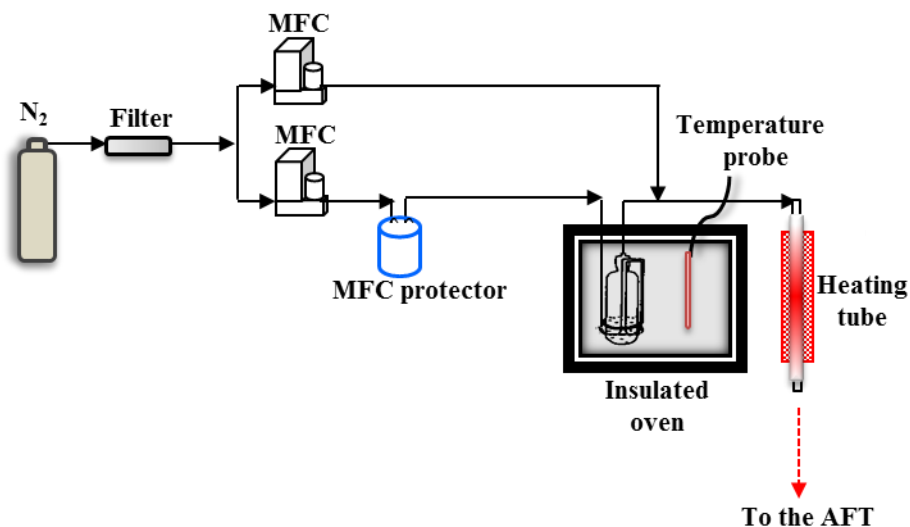 MFC
N₂
Filter
MFC
Temperature
probe
MFC protector
Heating
tube
Insulated
oven
To the AFT